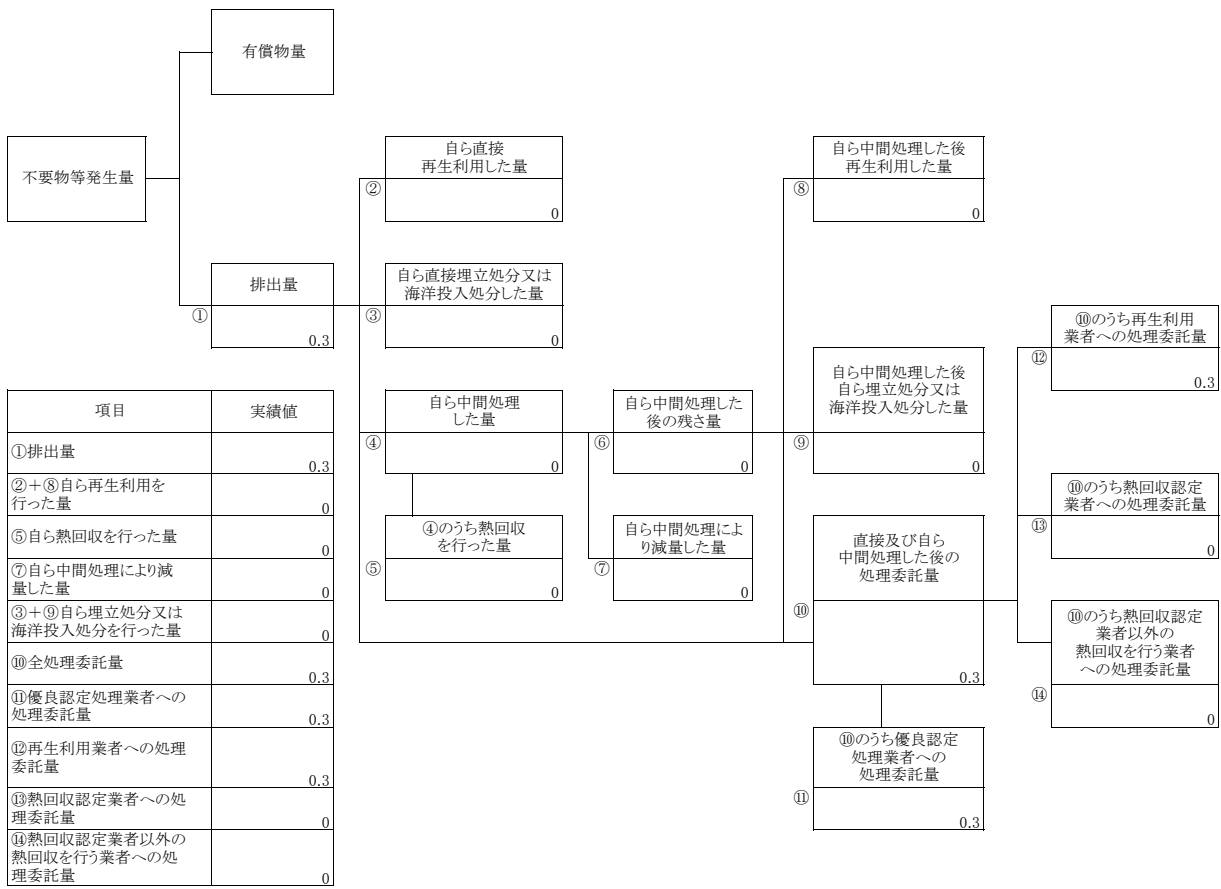 有償物量
不要物等発生量
排出量
①
0.3
自ら直接
再生利用した量
②
0
自ら直接埋立処分又は
海洋投入処分した量
③
0
自ら中間処理
した量
④
0
④のうち熱回収
を行った量
⑤
0
自ら中間処理した
後の残さ量
⑥
0
自ら中間処理によ
り減量した量
⑦
0
自ら中間処理した後
再生利用した量
⑧
0
自ら中間処理した後
自ら埋立処分又は
海洋投入処分した量
⑨
0
直接及び自ら
中間処理した後の
処理委託量
⑩
0.3
⑩のうち優良認定
処理業者への
処理委託量
⑪
0.3
⑩のうち再生利用
業者への処理委託量
⑫
0.3
⑩のうち熱回収認定
業者への処理委託量
⑬
0
⑩のうち熱回収認定
業者以外の
熱回収を行う業者
への処理委託量
⑭
0
項目 実績値
①排出量
0.3
②＋⑧自ら再生利用を
行った量
0
⑤自ら熱回収を行った量
0
⑦自ら中間処理により減
量した量
0
③＋⑨自ら埋立処分又は
海洋投入処分を行った量
0
⑩全処理委託量
0.3
⑪優良認定処理業者への
処理委託量
0.3
⑫再生利用業者への処理
委託量
0.3
⑬熱回収認定業者への処
理委託量
0
⑭熱回収認定業者以外の
熱回収を行う業者への処
理委託量
0